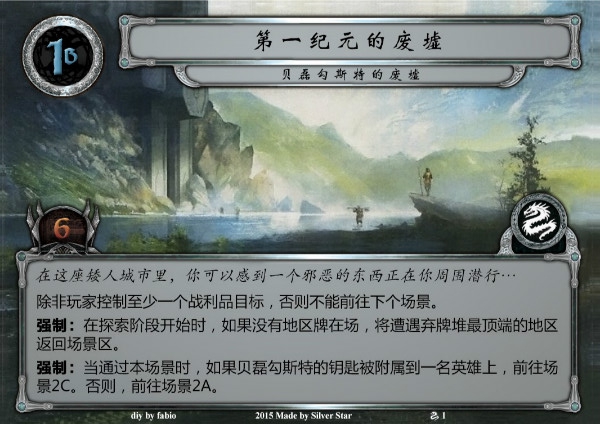 1B
第一纪元的废墟
贝磊勾斯特的废墟
6
在这座矮人城市里，你可以感到一个邪恶的东西正在你周围潜行…
除非玩家控制至少一个战利品目标，否则不能前往下个场景。
强制：在探索阶段开始时，如果没有地区牌在场，将遭遇弃牌堆最顶端的地区
返回场景区。
强制：当通过本场景时，如果贝磊勾斯特的钥匙被附属到一名英雄上，前往场
景2C。否则，前往场景2A。
diy by fabio 2015 Made by Silver Star 1